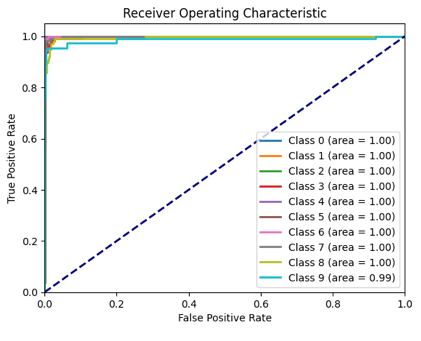 Receiver Operating Characteristic
True Positive Rate
1.0
0.8
0.6
0.4
0.2
0.0
Class 0 (area = 1.00)
Class 1 (area = 1.00)
Class 2 (area = 1.00)
Class 3 (area = 1.00)
Class 4 (area = 1.00)
Class 5 (area = 1.00)
Class 6 (area = 1.00)
Class 7 (area = 1.00)
Class 8 (area = 1.00)
Class 9 (area = 0.99)
0.0 0.2 0.4 0.6 0.8 1.0
False Positive Rate